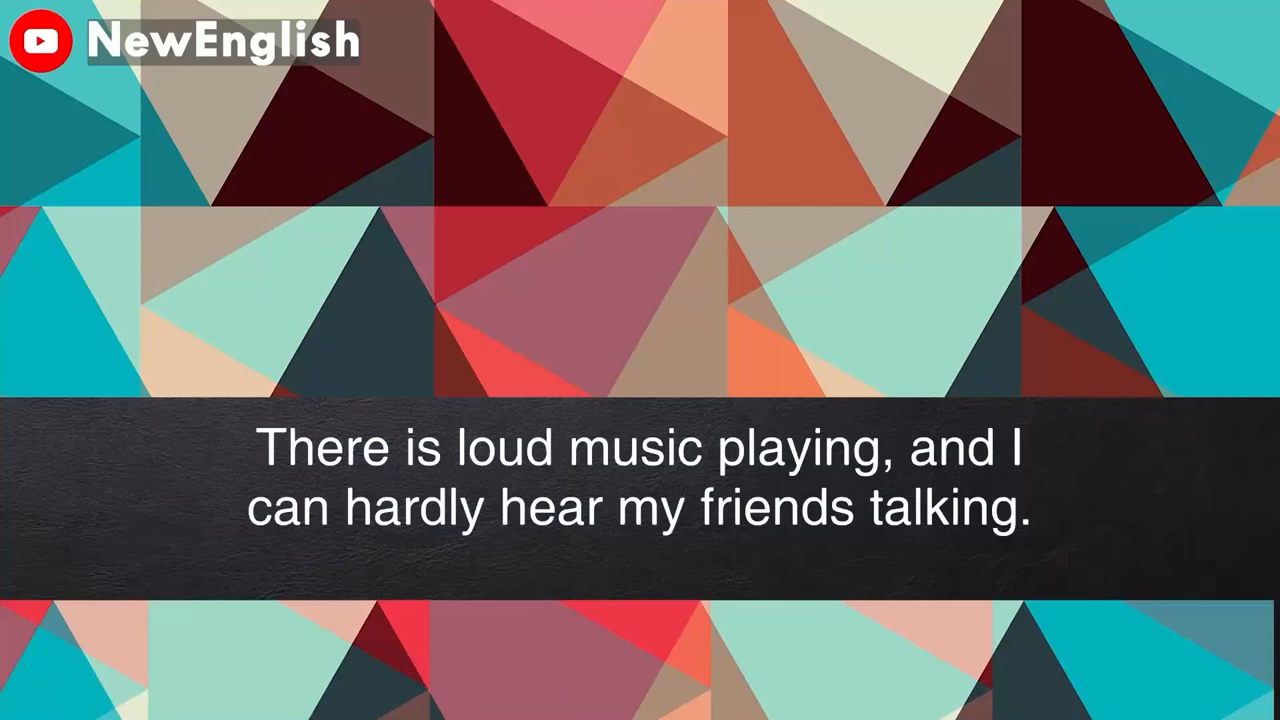 NewEnglish
There is loud music playing, and I
can hardly hear my friends talking.